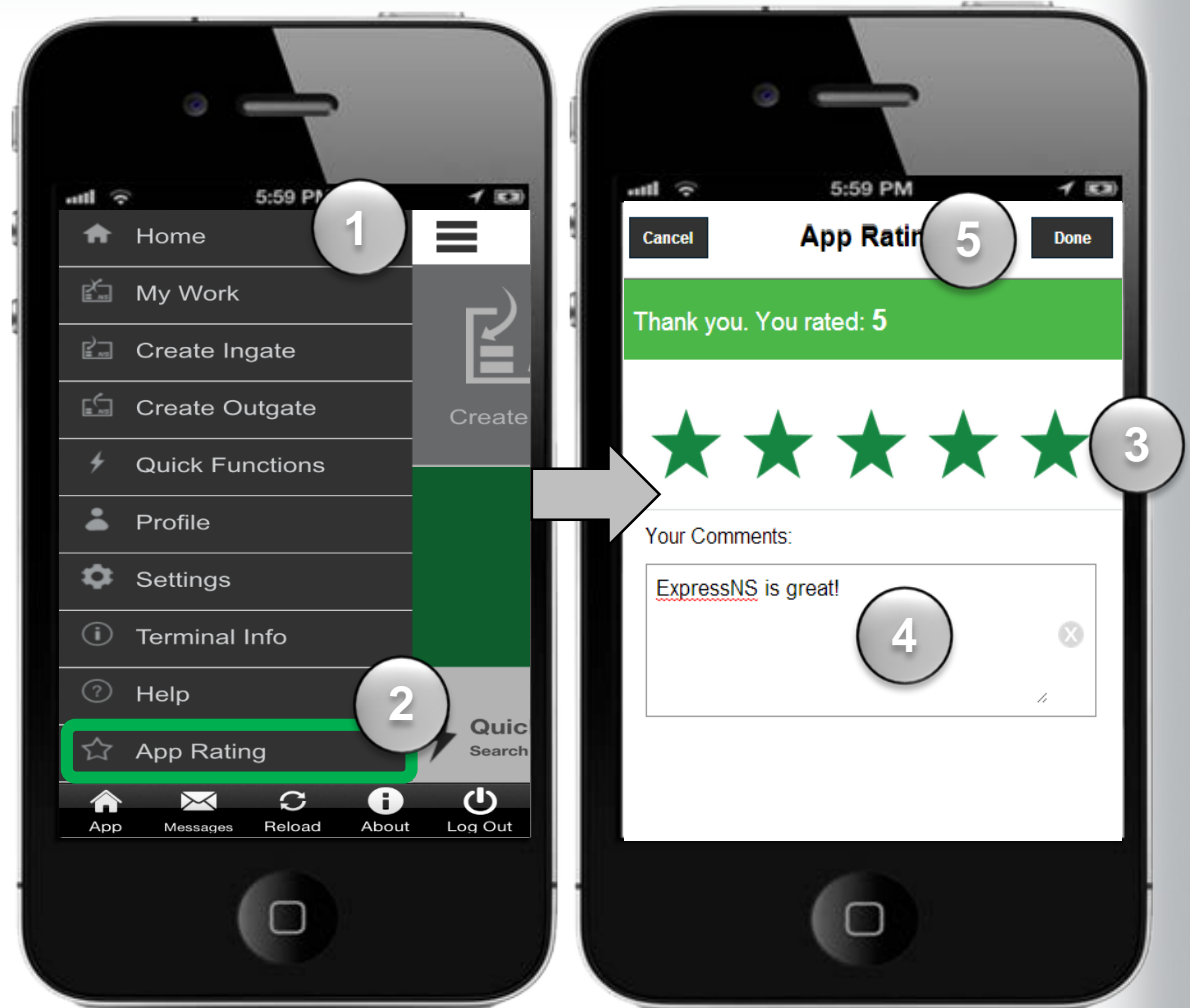 5:59 PM
1
Home
My Work
Create Ingate
Create Outgate
Quick Functions
Profile
Settings
Terminal Info
Help
2
App Rating
Create
Quic
Search
App Messages Reload About Log Out
5:59 PM
Cancel App Ratin 5 Done
Thank you. You rated: 5
3
Your Comments:
ExpressNS is great!
4